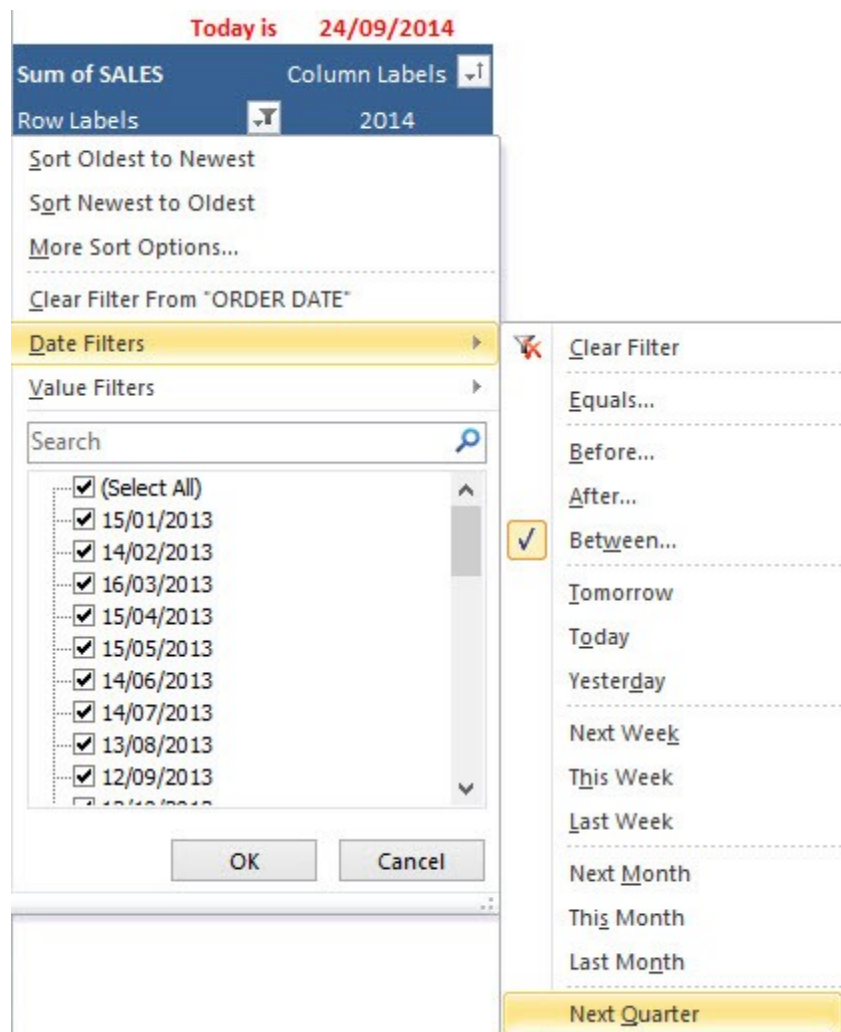 Today is 24/09/2014
Sum of SALES Column Labels
Row Labels 2014
Sort Oldest to Newest
Sort Newest to Oldest
More Sort Options...
Clear Filter From "ORDER DATE"
Date Filters
Value Filters
Search
(Select All)
15/01/2013
14/02/2013
16/03/2013
15/04/2013
15/05/2013
14/06/2013
14/07/2013
13/08/2013
12/09/2013
OK Cancel
Clear Filter
Equals...
Before...
After...
Between...
Tomorrow
Today
Yesterday
Next Week
This Week
Last Week
Next Month
This Month
Last Month
Next Quarter